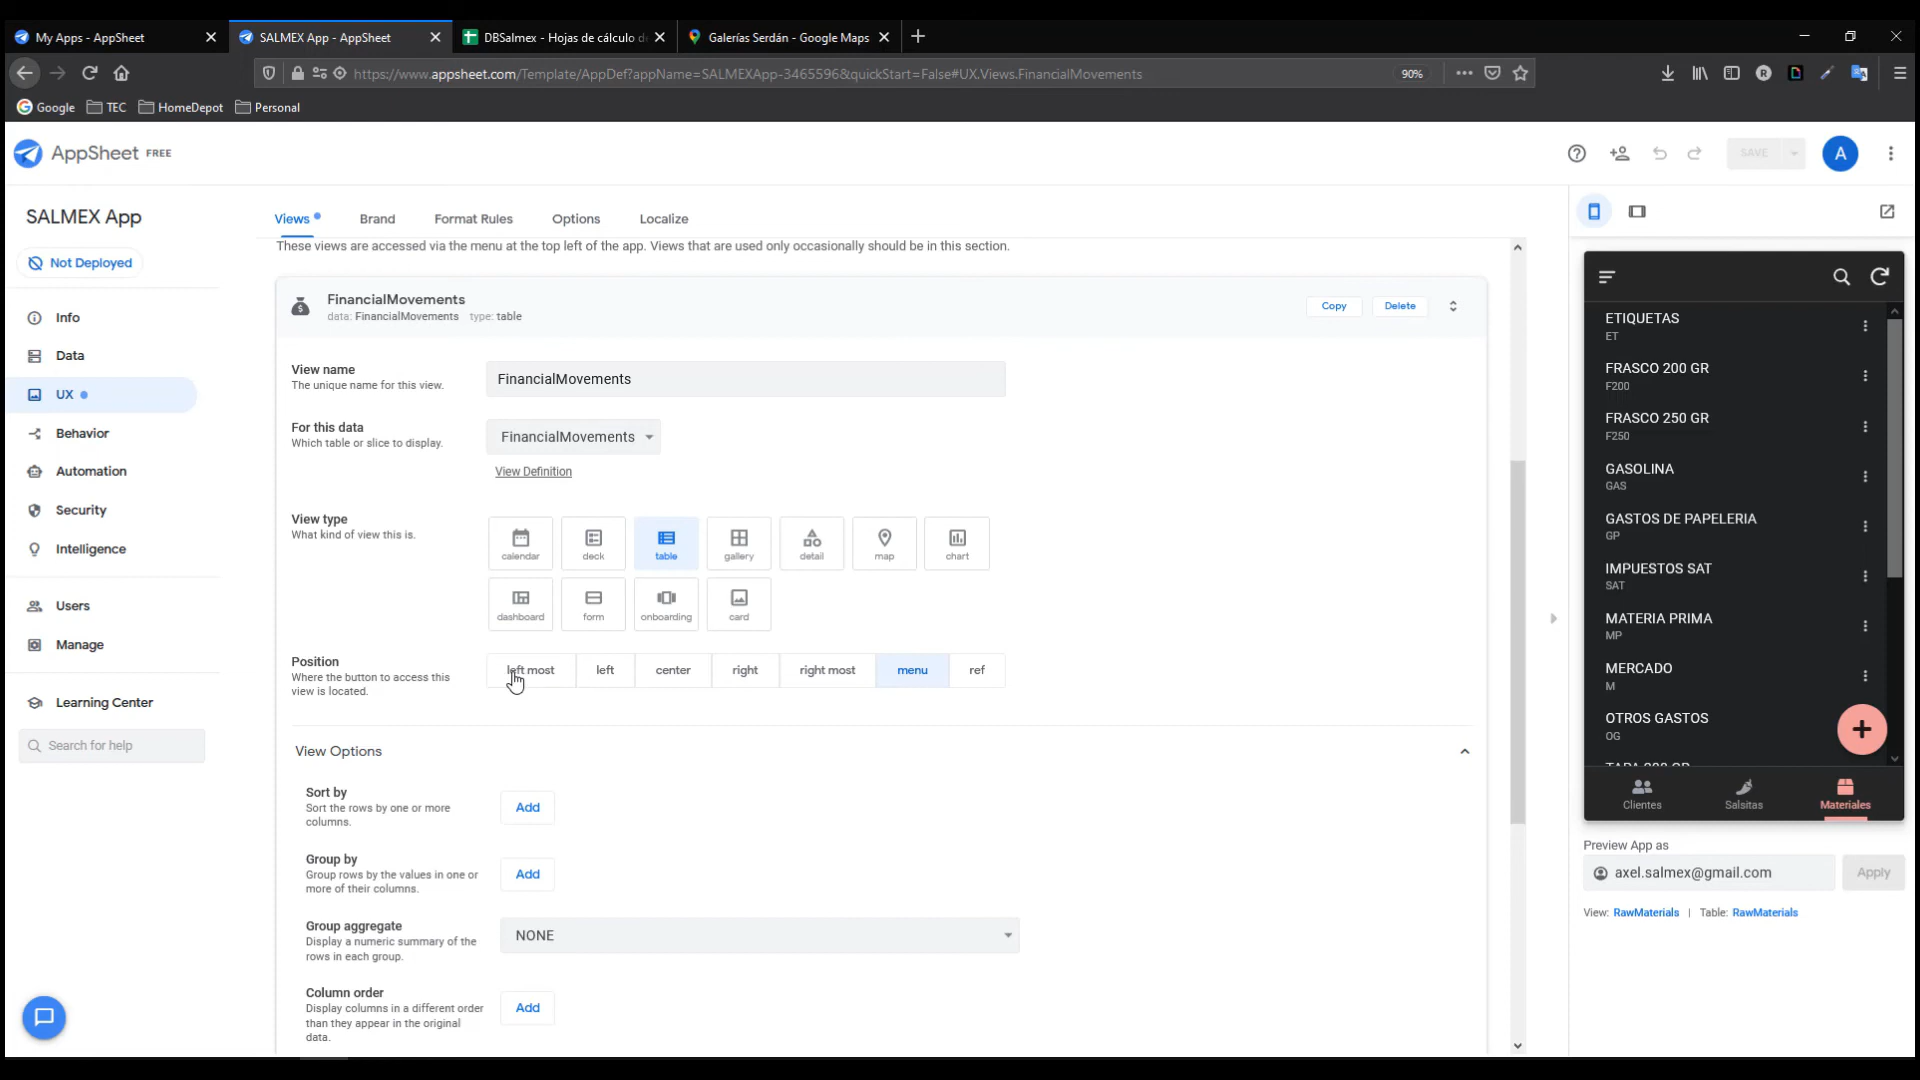 My Apps - AppSheet
SALMEX App - AppSheet
DBSalmex - Hojas de cálculo d
Galerías Serdán - Google Maps
https://www.appsheet.com/Template/AppDef?appName=SALMEXApp-3465596&quickStart=False#UX.Views.FinancialMovements
90%
Google
TEC
HomeDepot
Personal
AppSheet FREE
SAVE
A
SALMEX App
Not Deployed
Info
Data
UX
Behavior
Automation
Security
Intelligence
Users
Manage
Learning Center
Search for help
Views
Brand
Format Rules
Options
Localize
These views are accessed via the menu at the top left of the app. Views that are used only occasionally should be in this section.
FinancialMovements
data: FinancialMovements type: table
Copy
Delete
View name
The unique name for this view.
FinancialMovements
For this data
Which table or slice to display.
FinancialMovements
View Definition
View type
What kind of view this is.
calendar
deck
table
gallery
detail
map
chart
dashboard
form
onboarding
card
Position
Where the button to access this
view is located.
left most
left
center
right
right most
menu
ref
View Options
Sort by
Sort the rows by one or more
columns.
Add
Group by
Group rows by the values in one or
more of their columns.
Add
Group aggregate
Display a numeric summary of the
rows in each group.
NONE
Column order
Display columns in a different order
than they appear in the original
data.
Add
ETIQUETAS
ET
FRASCO 200 GR
F200
FRASCO 250 GR
F250
GASOLINA
GAS
GASTOS DE PAPELERIA
GP
IMPUESTOS SAT
SAT
MATERIA PRIMA
MP
MERCADO
M
OTROS GASTOS
OG
Clientes
Salsitas
Materiales
Preview App as
axel.salmex@gmail.com
Apply
View: RawMaterials | Table: RawMaterials